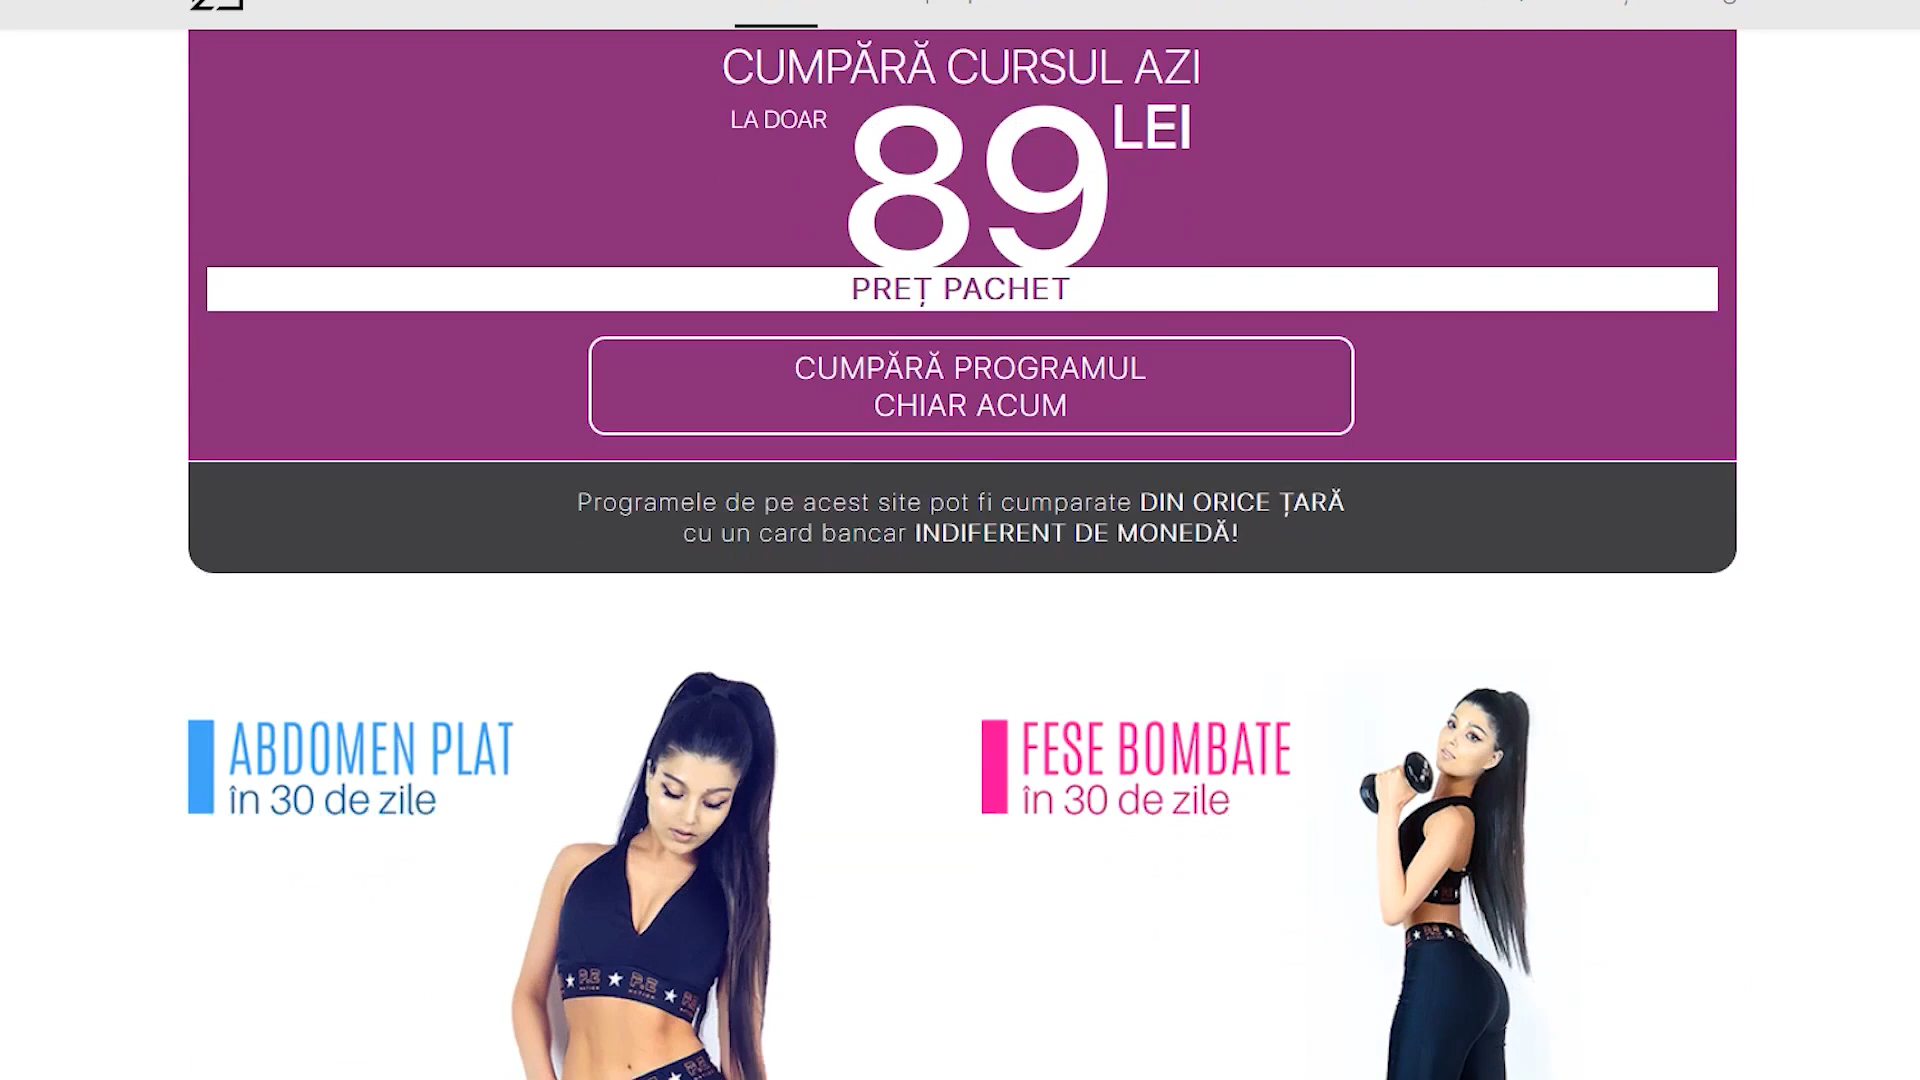 CUMPĂRĂ CURSUL AZI
LA DOAR 89 LEI
PREȚ PACHET
CUMPĂRĂ PROGRAMUL
CHIAR ACUM
Programele de pe acest site pot fi cumparate DIN ORICE ȚARĂ
cu un card bancar INDIFERENT DE MONEDĂ!
ABDOMEN PLAT
în 30 de zile
FESE BOMBATE
în 30 de zile
P.E
NATION